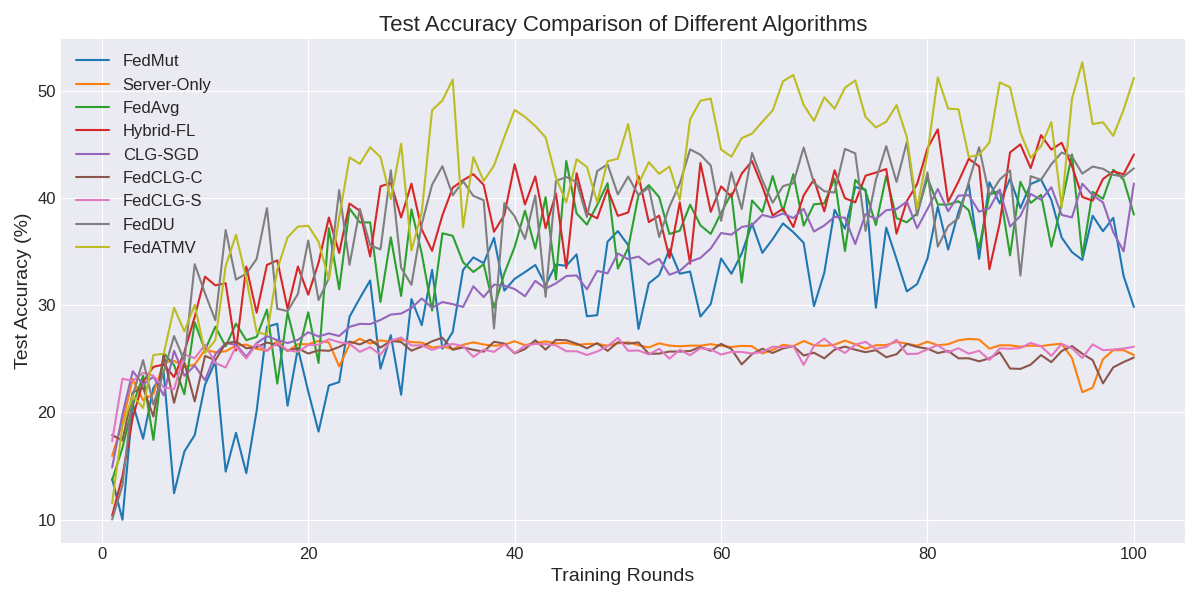 Test Accuracy Comparison of Different Algorithms
FedMut
Server-Only
FedAvg
Hybrid-FL
CLG-SGD
FedCLG-C
FedCLG-S
FedDU
FedATMV
50
40
30
20
10
Test Accuracy (%)
0 20 40 60 80 100
Training Rounds